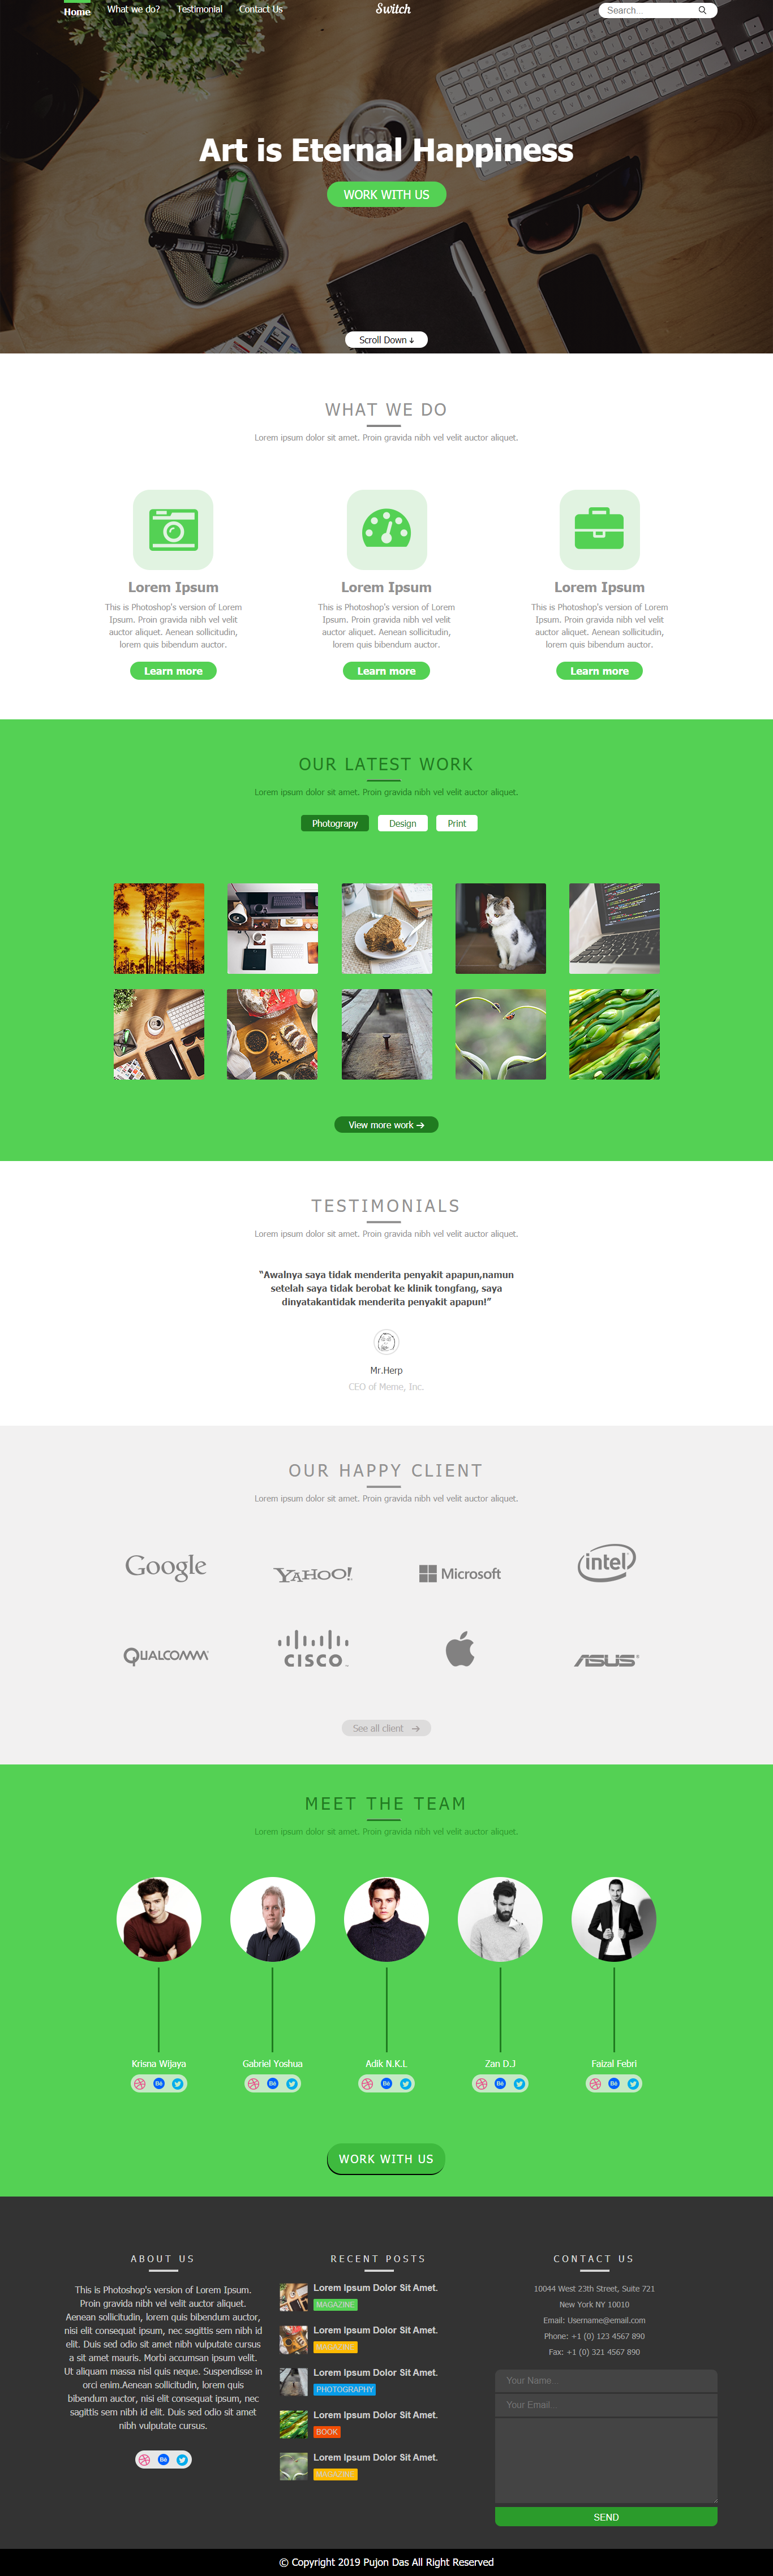 Home What we do? Testimonial Contact Us Switch Search...
Art is Eternal Happiness
WORK WITH US
Scroll Down ↓
WHAT WE DO
Lorem ipsum dolor sit amet. Proin gravida nibh vel velit auctor aliquet.
Lorem Ipsum
This is Photoshop's version of Lorem
Ipsum. Proin gravida nibh vel velit
auctor aliquet. Aenean sollicitudin,
lorem quis bibendum auctor.
Learn more
Lorem Ipsum
This is Photoshop's version of Lorem
Ipsum. Proin gravida nibh vel velit
auctor aliquet. Aenean sollicitudin,
lorem quis bibendum auctor.
Learn more
Lorem Ipsum
This is Photoshop's version of Lorem
Ipsum. Proin gravida nibh vel velit
auctor aliquet. Aenean sollicitudin,
lorem quis bibendum auctor.
Learn more
OUR LATEST WORK
Lorem ipsum dolor sit amet. Proin gravida nibh vel velit auctor aliquet.
Photograpy Design Print
View more work →
TESTIMONIALS
Lorem ipsum dolor sit amet. Proin gravida nibh vel velit auctor aliquet.
“Awalnya saya tidak menderita penyakit apapun,namun
setelah saya tidak berobat ke klinik tongfang, saya
dinyatakantidak menderita penyakit apapun!”
Mr.Herp
CEO of Meme, Inc.
OUR HAPPY CLIENT
Lorem ipsum dolor sit amet. Proin gravida nibh vel velit auctor aliquet.
Google YAHOO! Microsoft intel
QUALCOMM CISCO ASUS
See all client →
MEET THE TEAM
Lorem ipsum dolor sit amet. Proin gravida nibh vel velit auctor aliquet.
Krisna Wijaya Gabriel Yoshua Adik N.K.L Zan D.J Faizal Febri
Bē Bē Bē Bē Bē
WORK WITH US
ABOUT US
This is Photoshop's version of Lorem Ipsum.
Proin gravida nibh vel velit auctor aliquet.
Aenean sollicitudin, lorem quis bibendum auctor,
nisi elit consequat ipsum, nec sagittis sem nibh id
elit. Duis sed odio sit amet nibh vulputate cursus
a sit amet mauris. Morbi accumsan ipsum velit.
Ut aliquam massa nisl quis neque. Suspendisse in
orci enim.Aenean sollicitudin, lorem quis
bibendum auctor, nisi elit consequat ipsum, nec
sagittis sem nibh id elit. Duis sed odio sit amet
nibh vulputate cursus.
Bē
RECENT POSTS
Lorem Ipsum Dolor Sit Amet.
MAGAZINE
Lorem Ipsum Dolor Sit Amet.
MAGAZINE
Lorem Ipsum Dolor Sit Amet.
PHOTOGRAPHY
Lorem Ipsum Dolor Sit Amet.
BOOK
Lorem Ipsum Dolor Sit Amet.
MAGAZINE
CONTACT US
10044 West 23th Street, Suite 721
New York NY 10010
Email: Username@email.com
Phone: +1 (0) 123 4567 890
Fax: +1 (0) 321 4567 890
Your Name...
Your Email...
SEND
© Copyright 2019 Pujon Das All Right Reserved